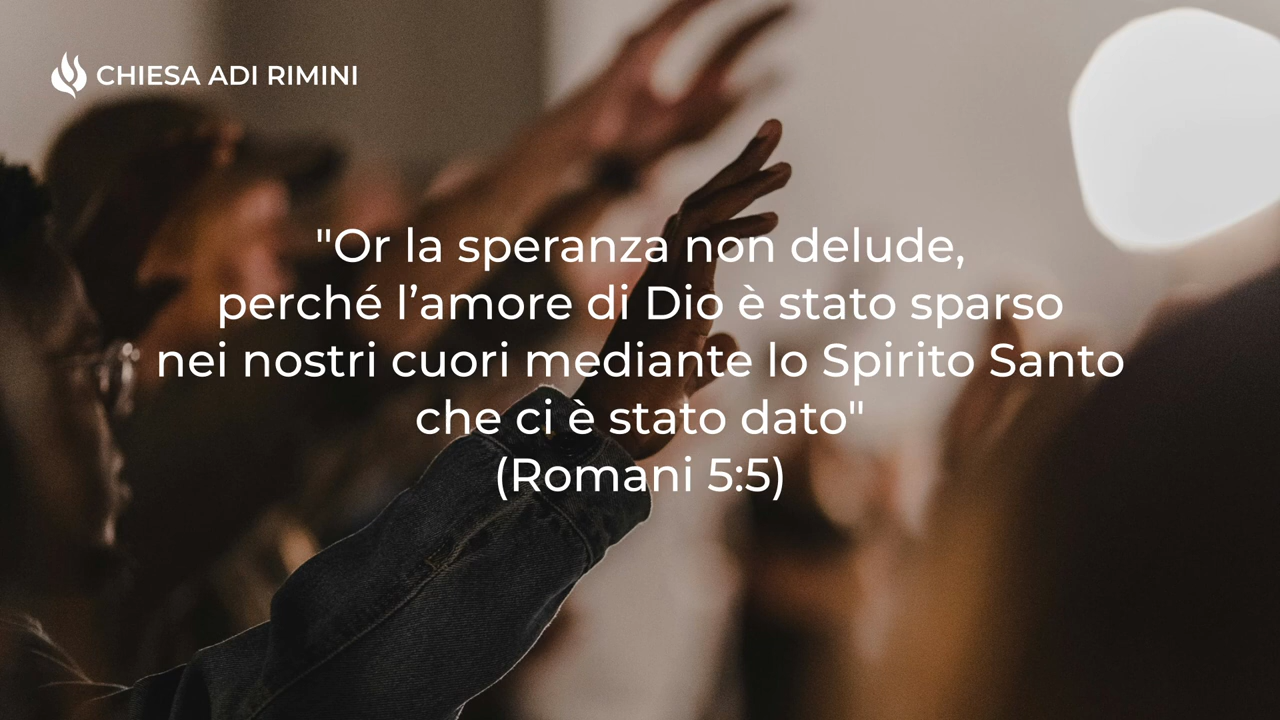 CHIESA ADI RIMINI
"Or la speranza non delude,
perché l’amore di Dio è stato sparso
nei nostri cuori mediante lo Spirito Santo
che ci è stato dato"
(Romani 5:5)